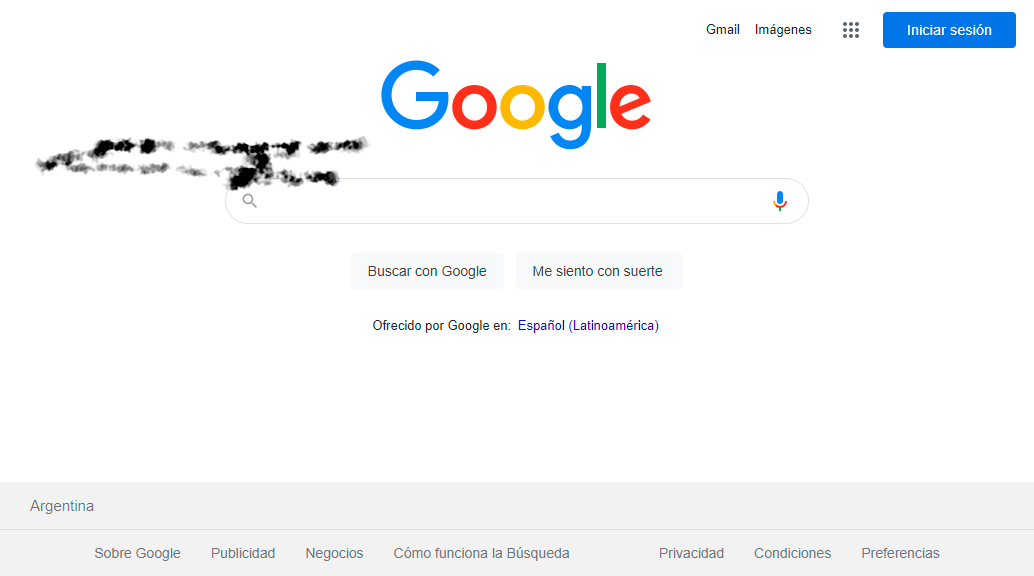 Gmail Imágenes Iniciar sesión
Google
Buscar con Google Me siento con suerte
Ofrecido por Google en: Español (Latinoamérica)
Argentina
Sobre Google Publicidad Negocios Cómo funciona la Búsqueda Privacidad Condiciones Preferencias